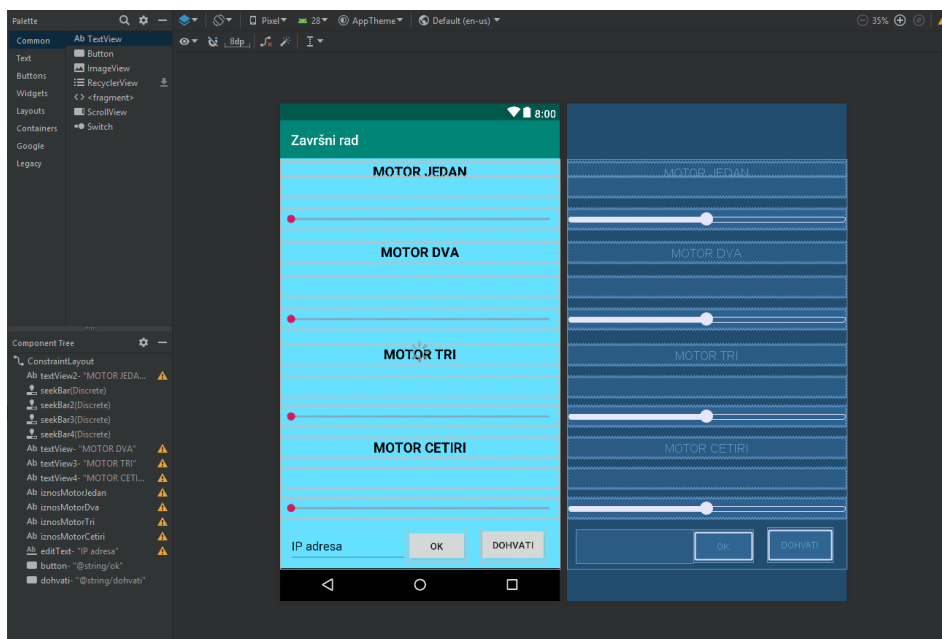 Palette
Pixel
28
AppTheme
Default (en-us)
35%
Common
Text
Buttons
Widgets
Layouts
Containers
Google
Legacy
Ab TextView
Button
ImageView
RecyclerView
<fragment>
ScrollView
Switch
8dp
8:00
Završni rad
MOTOR JEDAN
MOTOR DVA
MOTOR TRI
MOTOR CETIRI
IP adresa
OK
DOHVATI
MOTOR JEDAN
MOTOR DVA
MOTOR TRI
MOTOR CETIRI
OK
DOHVATI
Component Tree
ConstraintLayout
Ab textView2- "MOTOR JEDA...
seekBar(Discrete)
seekBar2(Discrete)
seekBar3(Discrete)
seekBar4(Discrete)
Ab textView- "MOTOR DVA"
Ab textView3- "MOTOR TRI"
Ab textView4- "MOTOR CETI...
Ab iznosMotorJedan
Ab iznosMotorDva
Ab iznosMotorTri
Ab iznosMotorCetiri
Ab editText- "IP adresa"
button- "@string/ok"
dohvati- "@string/dohvati"